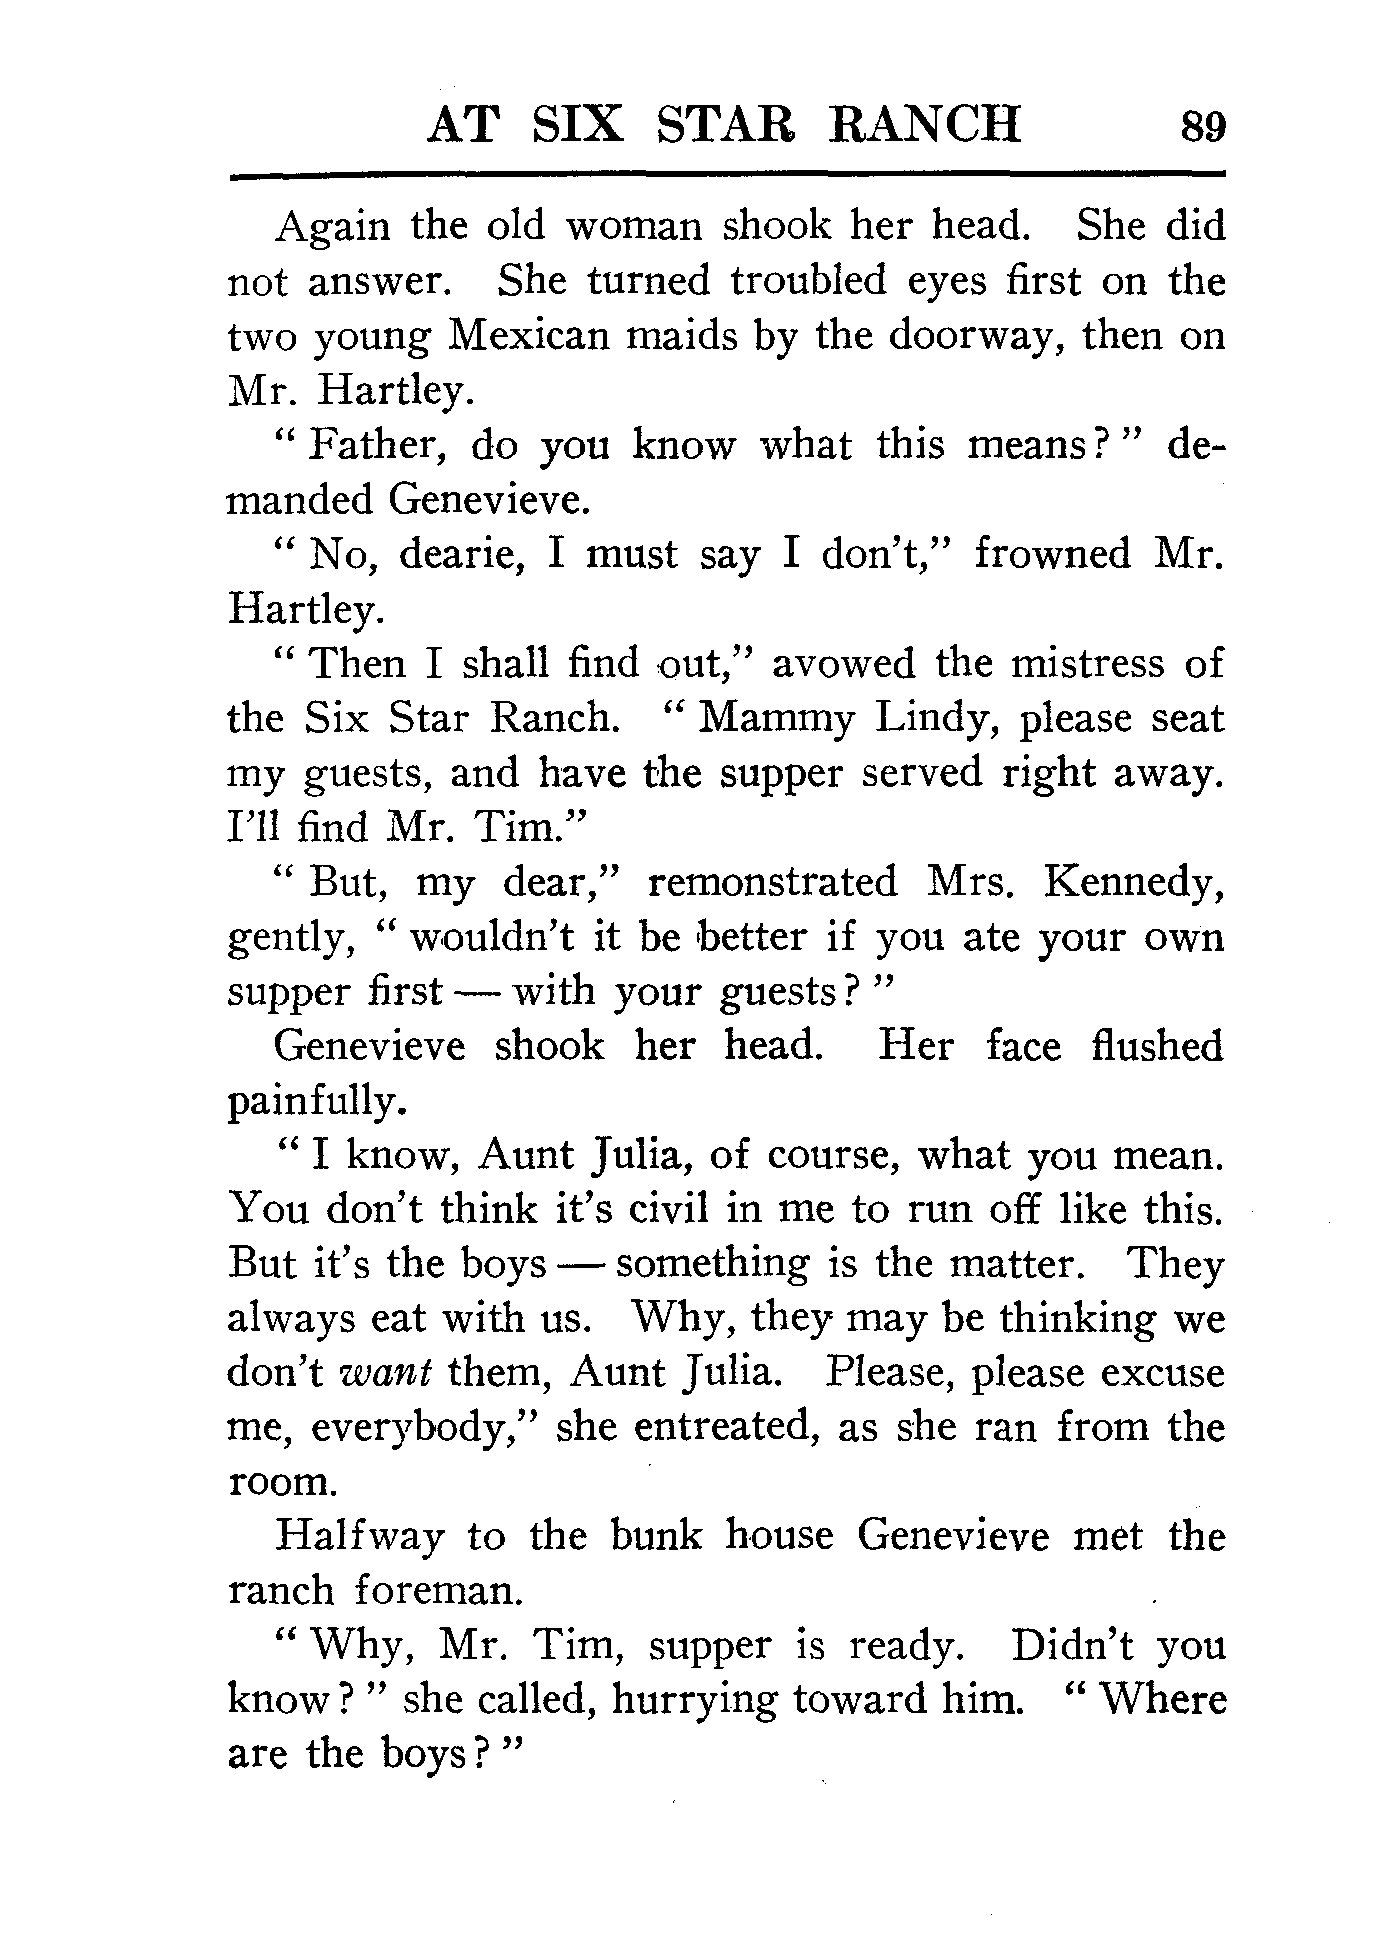 AT SIX STAR RANCH 89
Again the old woman shook her head. She did
not answer. She turned troubled eyes first on the
two young Mexican maids by the doorway, then on
Mr. Hartley.
“ Father, do you know what this means? ” de-
manded Genevieve.
“ No, dearie, I must say I don’t,” frowned Mr.
Hartley.
“ Then I shall find out,” avowed the mistress of
the Six Star Ranch. “ Mammy Lindy, please seat
my guests, and have the supper served right away.
I’ll find Mr. Tim.”
“ But, my dear,” remonstrated Mrs. Kennedy,
gently, “ wouldn’t it be better if you ate your own
supper first — with your guests? ”
Genevieve shook her head. Her face flushed
painfully.
“ I know, Aunt Julia, of course, what you mean.
You don’t think it’s civil in me to run off like this.
But it’s the boys — something is the matter. They
always eat with us. Why, they may be thinking we
don’t want them, Aunt Julia. Please, please excuse
me, everybody,” she entreated, as she ran from the
room.
Halfway to the bunk house Genevieve met the
ranch foreman.
“ Why, Mr. Tim, supper is ready. Didn’t you
know? ” she called, hurrying toward him. “ Where
are the boys? ”